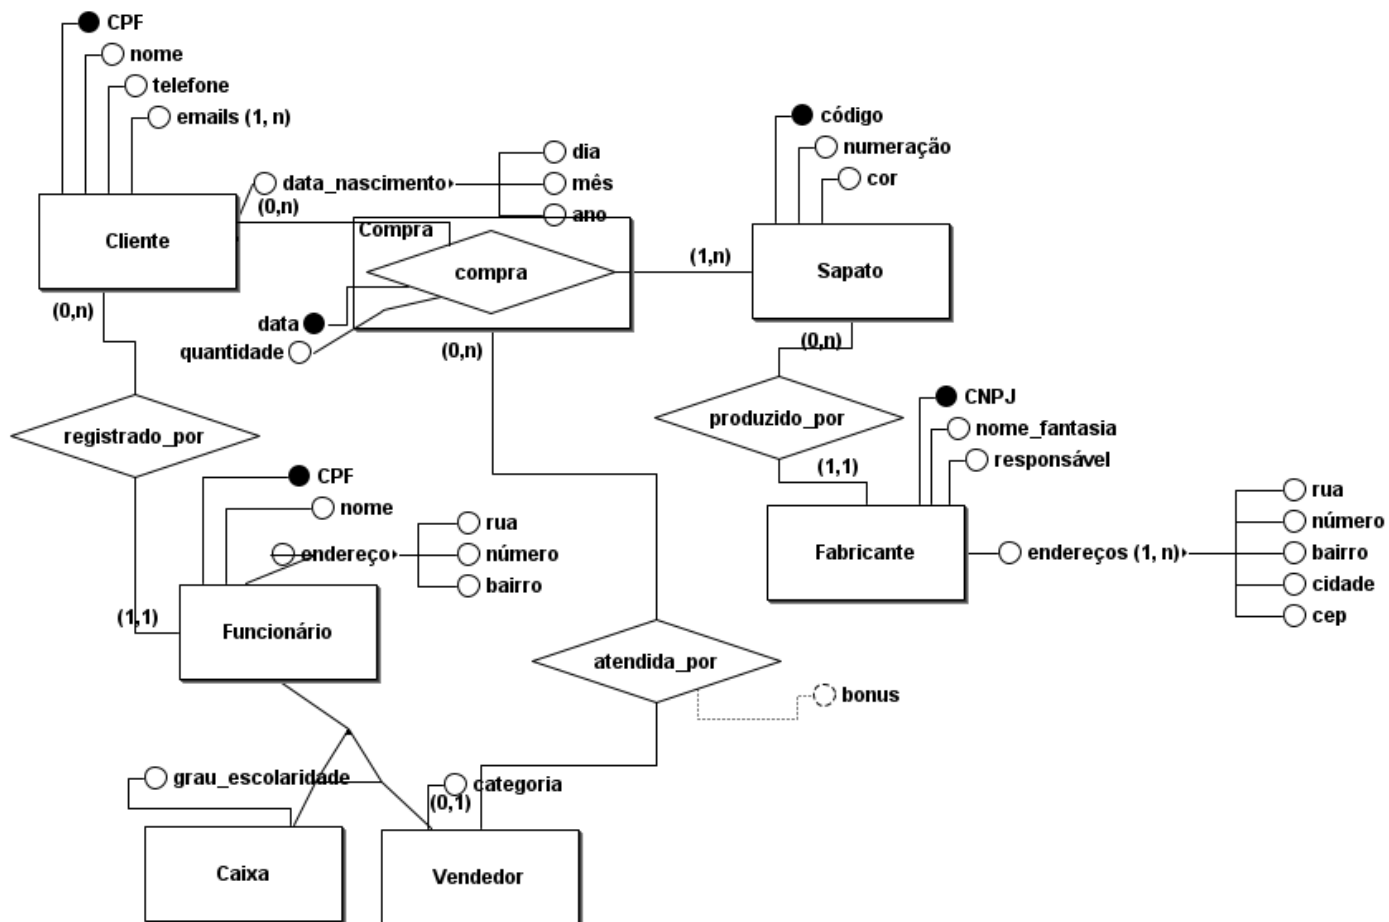 CPF
nome
telefone
emails (1, n)
data_nascimento
dia
mês
ano
código
numeração
cor
(0,n)
Cliente
Compra
compra
(1,n)
Sapato
data
quantidade
(0,n)
(0,n)
(0,n)
registrado_por
produzido_por
CNPJ
nome_fantasia
responsável
(1,1)
CPF
nome
endereço
rua
número
bairro
Fabricante
endereços (1, n)
rua
número
bairro
cidade
cep
(1,1)
Funcionário
atendida_por
bonus
grau_escolaridade
categoria
(0,1)
Caixa
Vendedor